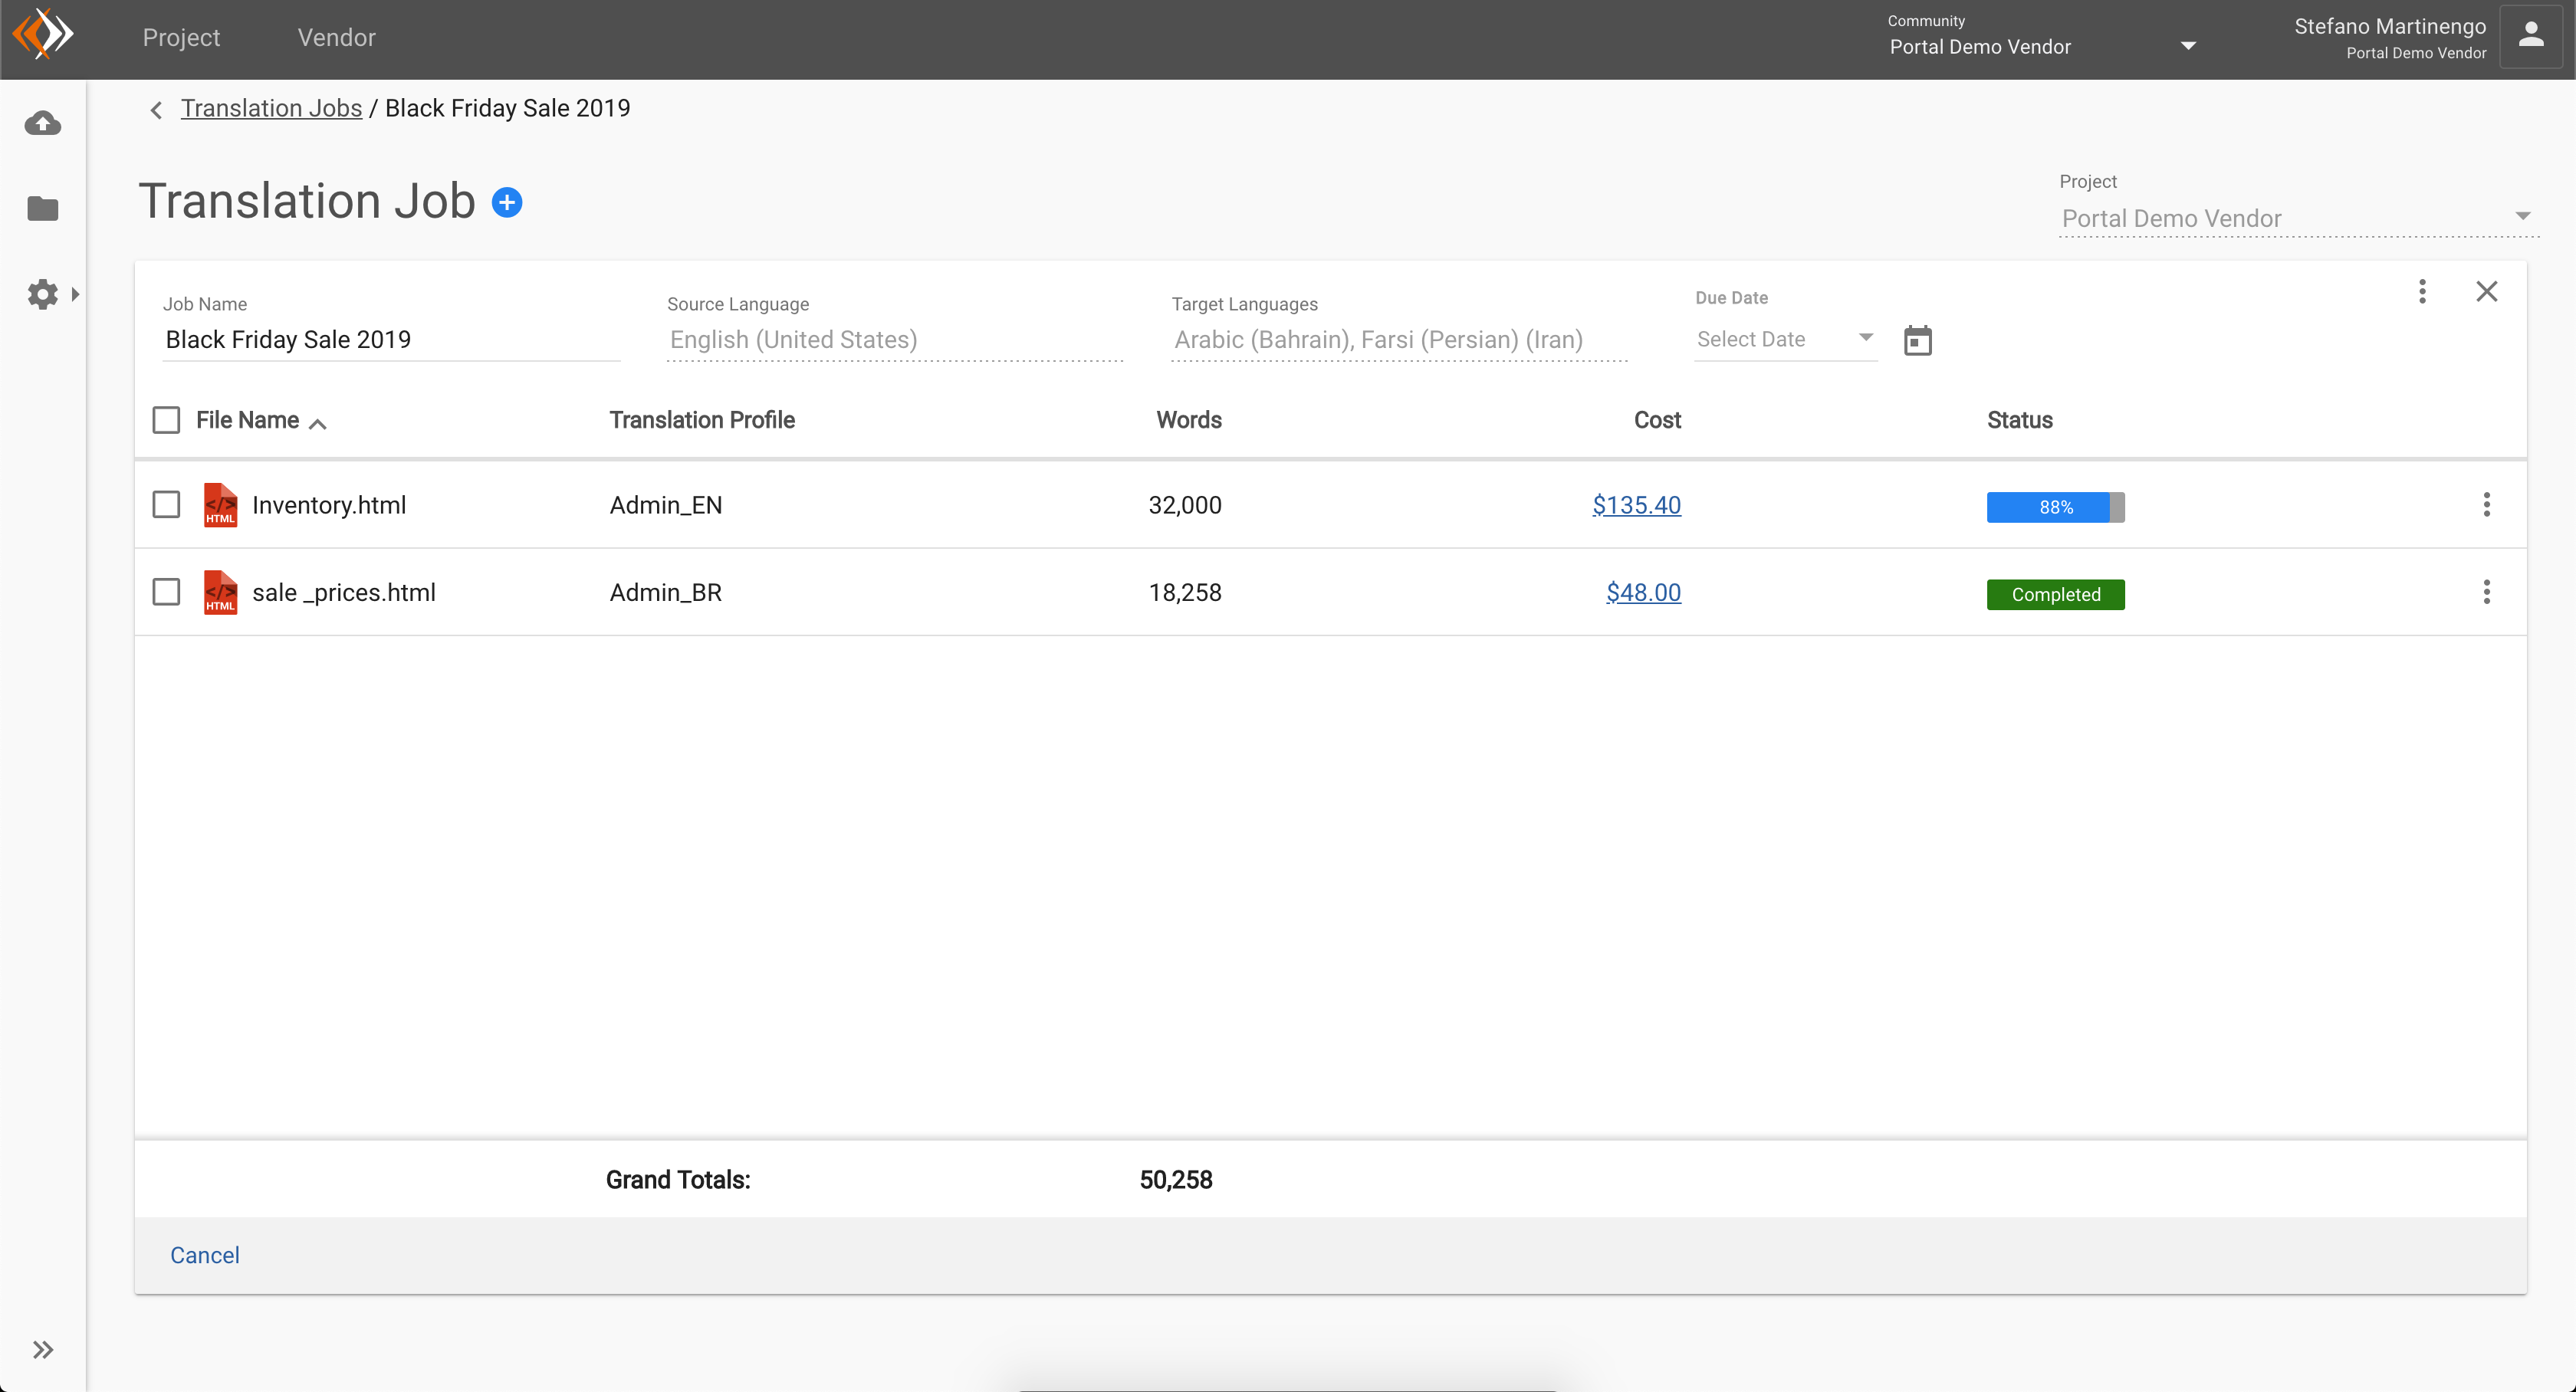 Project
Vendor
Community
Portal Demo Vendor
Stefano Martinengo
Portal Demo Vendor
Translation Jobs / Black Friday Sale 2019
Translation Job
Project
Portal Demo Vendor
Job Name
Black Friday Sale 2019
Source Language
English (United States)
Target Languages
Arabic (Bahrain), Farsi (Persian) (Iran)
Due Date
Select Date
File Name Translation Profile Words Cost Status
HTML Inventory.html Admin_EN 32,000 $135.40 88%
HTML sale _prices.html Admin_BR 18,258 $48.00 Completed
Grand Totals: 50,258
Cancel